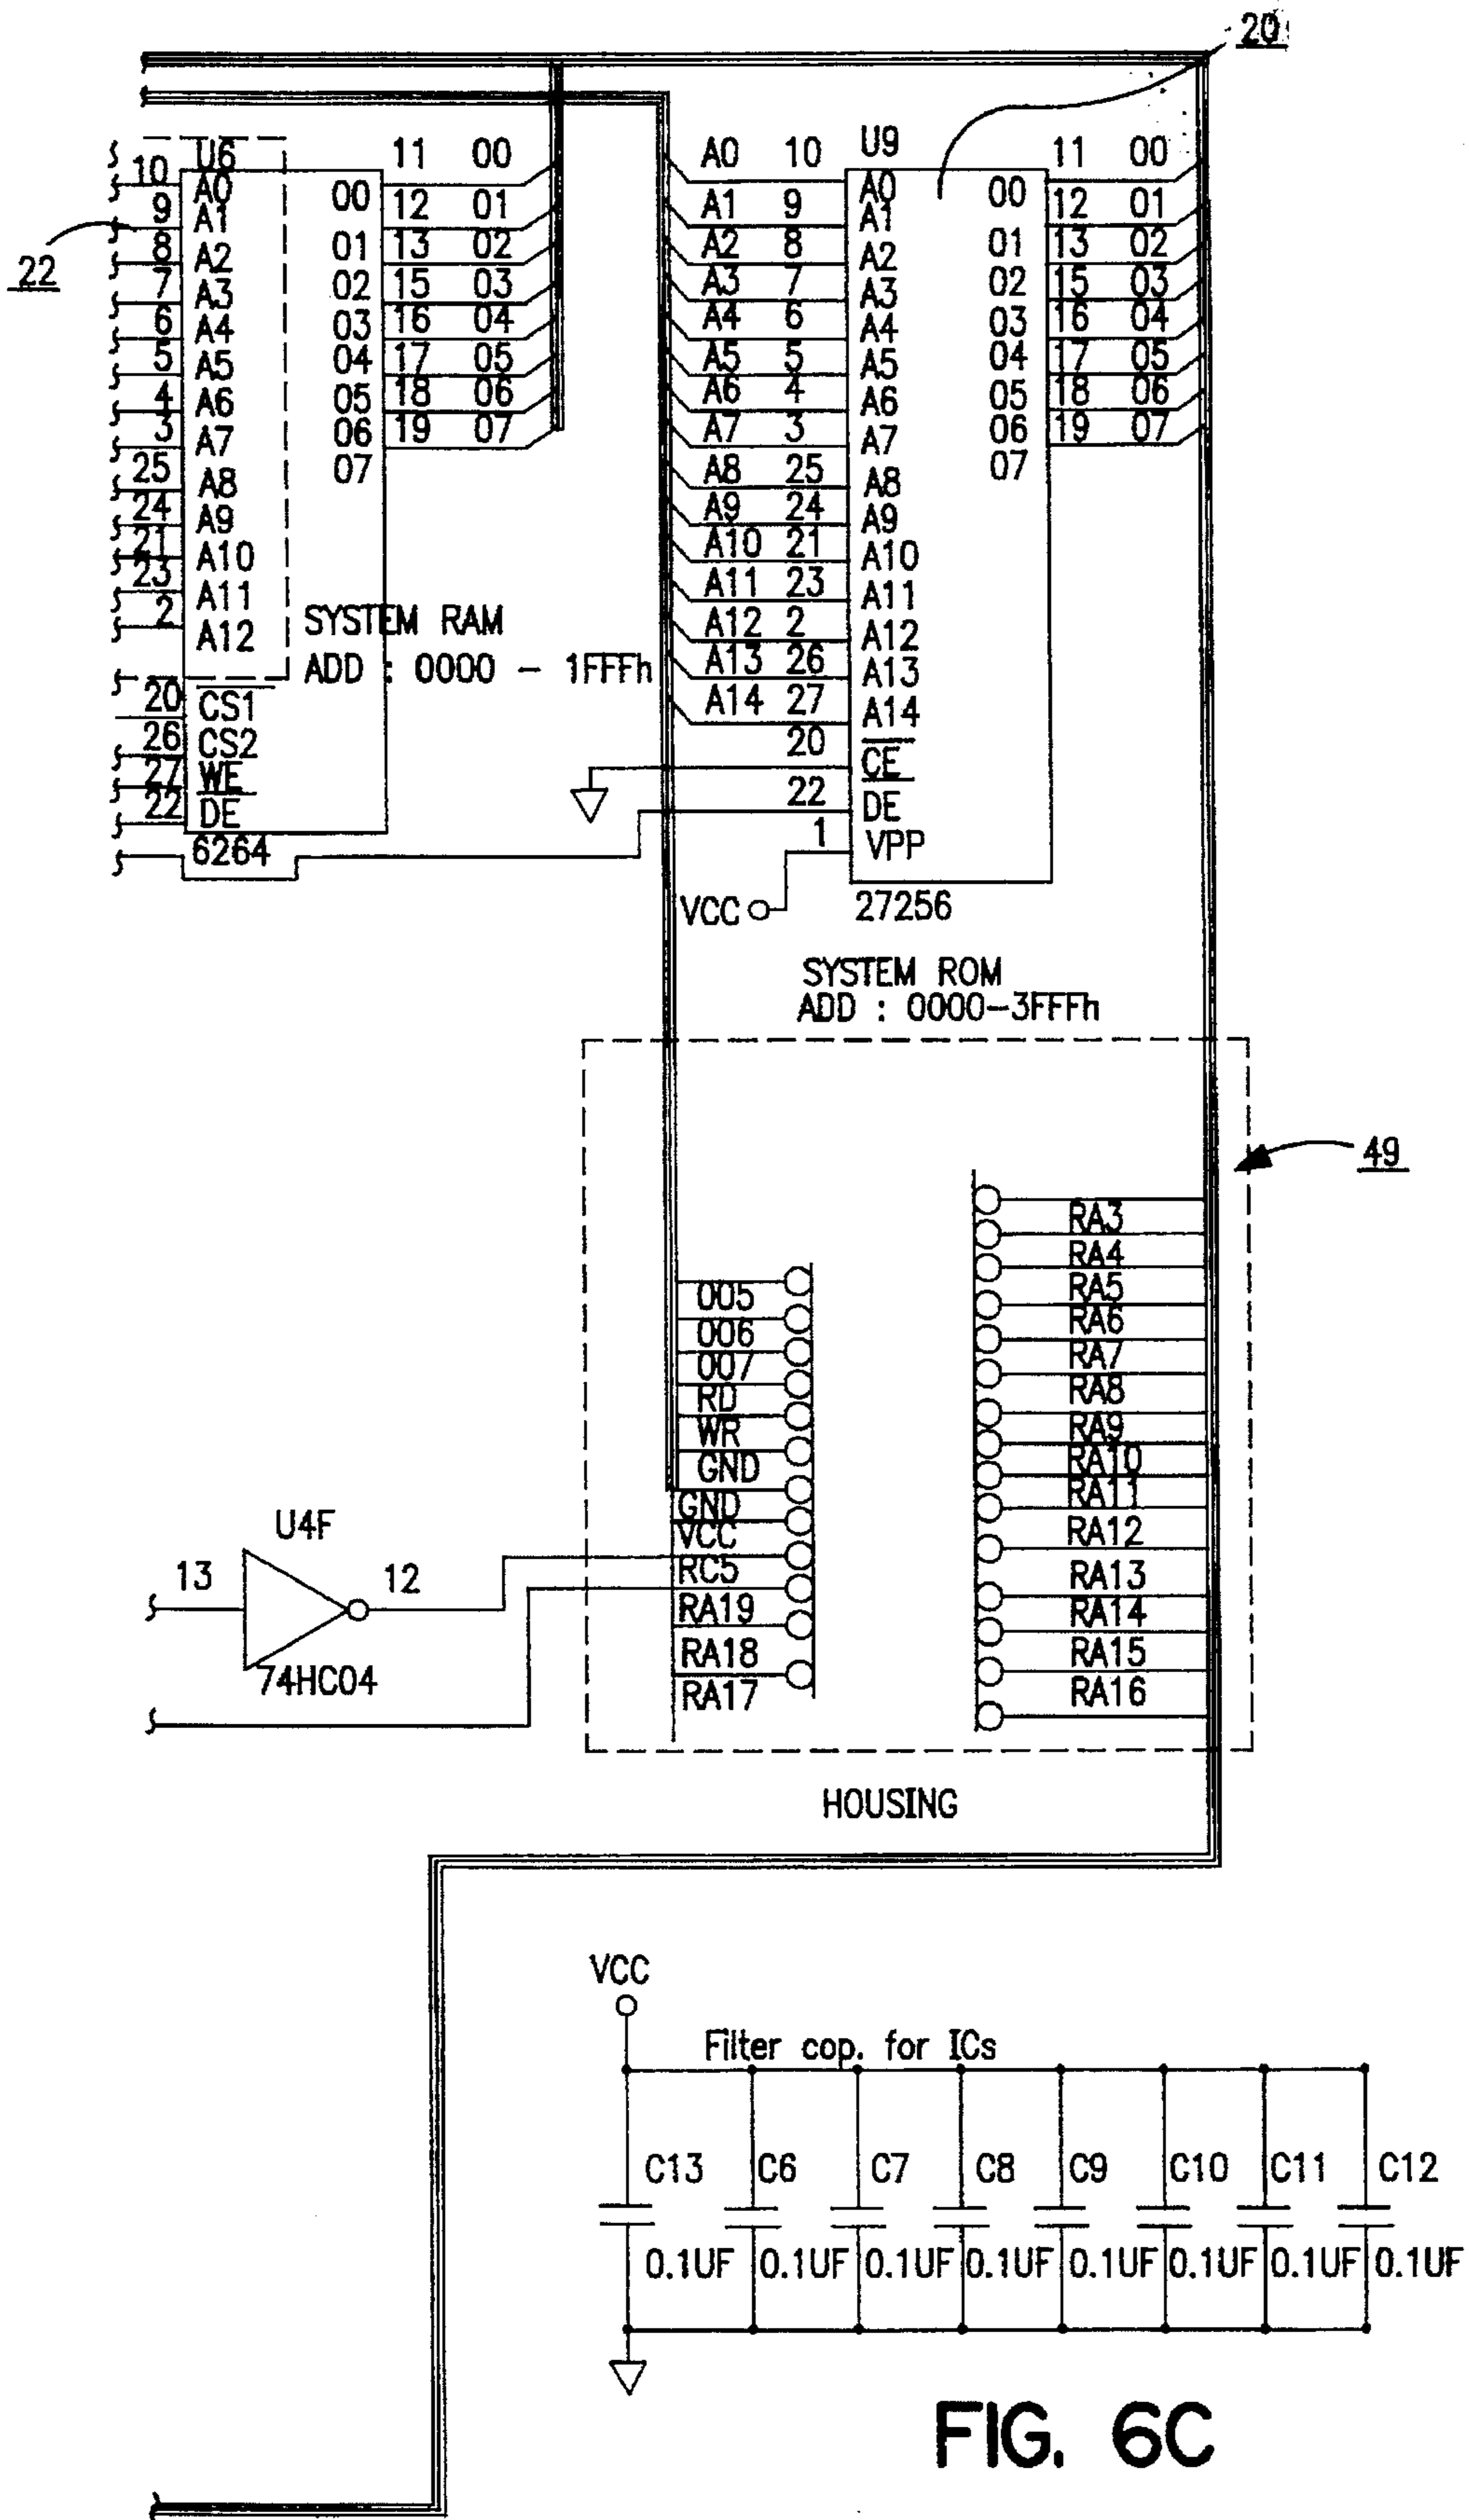 20
U6
10 A0 00 11 00
9 A1 01 12 01
8 A2 02 13 02
7 A3 03 15 03
6 A4 04 16 04
5 A5 05 17 05
4 A6 06 18 06
3 A7 07 19 07
25 A8
24 A9
21 A10
23 A11
2 A12
20 CS1
26 CS2
27 WE
22 DE
6264
22
SYSTEM RAM
ADD : 0000 - 1FFFh
U9
A0 10 A0 00 11 00
A1 9 A1 01 12 01
A2 8 A2 02 13 02
A3 7 A3 03 15 03
A4 6 A4 04 16 04
A5 5 A5 05 17 05
A6 4 A6 06 18 06
A7 3 A7 07 19 07
A8 25 A8
A9 24 A9
A10 21 A10
A11 23 A11
A12 2 A12
A13 26 A13
A14 27 A14
20 CE
22 DE
1 VPP
VCC
27256
SYSTEM ROM
ADD : 0000-3FFFh
49
005
006
007
RD
WR
GND
GND
VCC
RC5
RA19
RA18
RA17
RA3
RA4
RA5
RA6
RA7
RA8
RA9
RA10
RA11
RA12
RA13
RA14
RA15
RA16
U4F
13 12
74HC04
HOUSING
VCC
Filter cop. for ICs
C13 C6 C7 C8 C9 C10 C11 C12
0.1UF 0.1UF 0.1UF 0.1UF 0.1UF 0.1UF 0.1UF 0.1UF
FIG. 6C